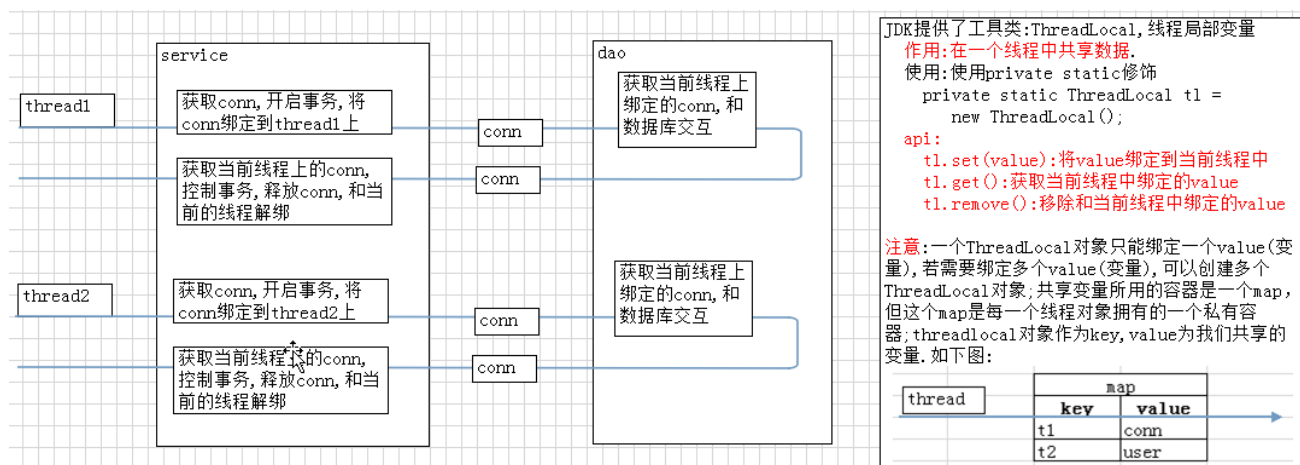 service
thread1
获取conn,开启事务,将
conn绑定到thread1上
conn
获取当前线程上的conn,
控制事务,释放conn,和当
前的线程解绑
conn
thread2
获取conn,开启事务,将
conn绑定到thread2上
conn
获取当前线程上的conn,
控制事务,释放conn,和当
前的线程解绑
conn
dao
获取当前线程上
绑定的conn,和
数据库交互
获取当前线程上
绑定的conn,和
数据库交互
JDK提供了工具类:ThreadLocal,线程局部变量
作用:在一个线程中共享数据.
使用:使用private static修饰
private static ThreadLocal tl =
new ThreadLocal();
api:
tl.set(value):将value绑定到当前线程中
tl.get():获取当前线程中绑定的value
tl.remove():移除和当前线程中绑定的value
注意:一个ThreadLocal对象只能绑定一个value(变
量),若需要绑定多个value(变量),可以创建多个
ThreadLocal对象;共享变量所用的容器是一个map,
但这个map是每一个线程对象拥有的一个私有容
器;threadlocal对象作为key,value为我们共享的
变量.如下图:
thread
map
key value
t1 conn
t2 user